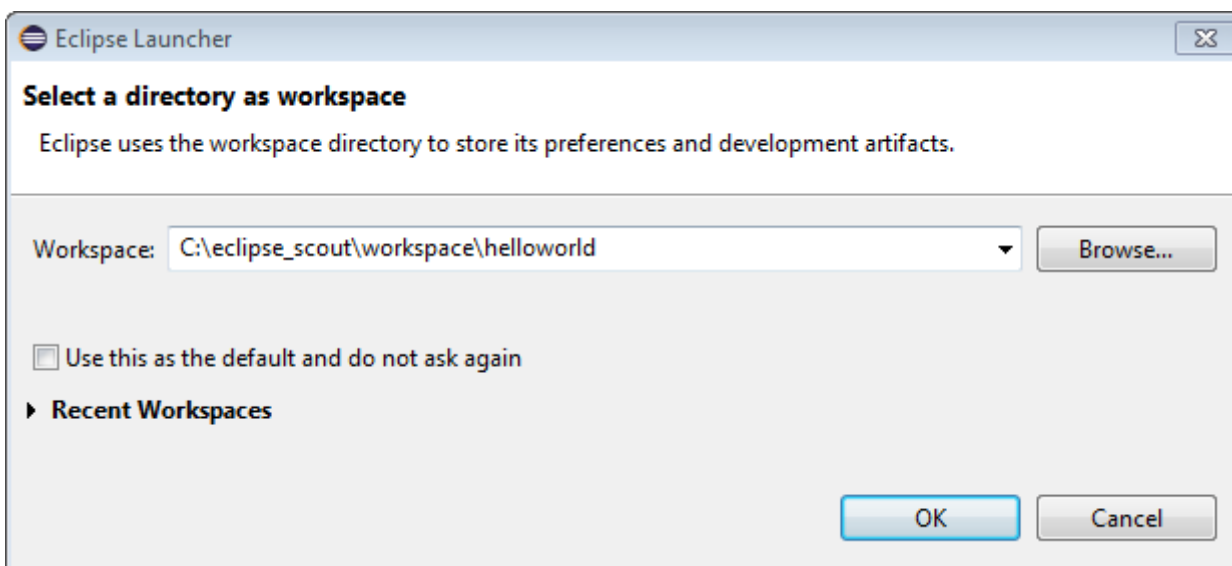 Eclipse Launcher
Select a directory as workspace
Eclipse uses the workspace directory to store its preferences and development artifacts.
Workspace: C:\eclipse_scout\workspace\helloworld Browse...
Use this as the default and do not ask again
Recent Workspaces
OK Cancel